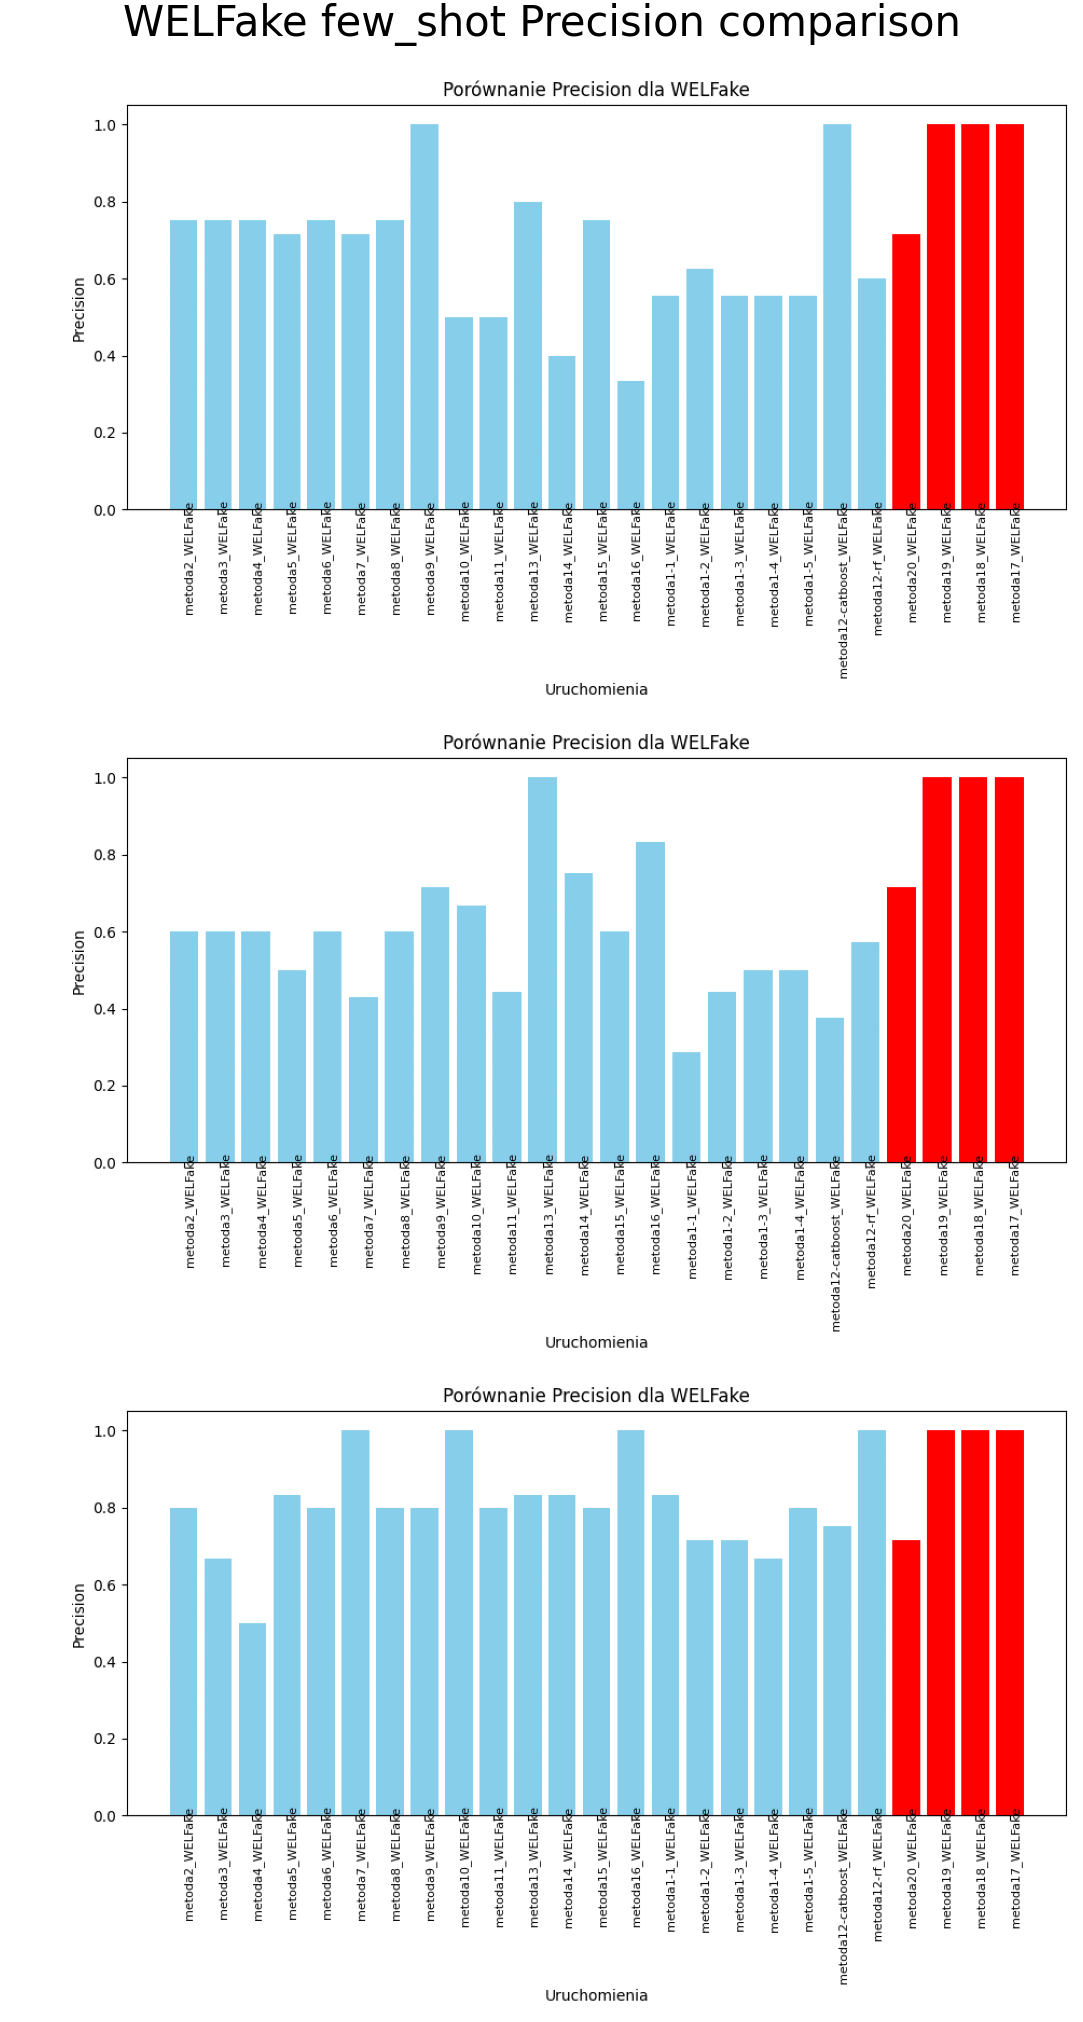 WELFake few_shot Precision comparison
Porównanie Precision dla WELFake
1.0
0.8
0.6
0.4
0.2
0.0
Precision
metoda2_WELFake
metoda3_WELFake
metoda4_WELFake
metoda5_WELFake
metoda6_WELFake
metoda7_WELFake
metoda8_WELFake
metoda9_WELFake
metoda10_WELFake
metoda11_WELFake
metoda13_WELFake
metoda14_WELFake
metoda15_WELFake
metoda16_WELFake
metoda1-1_WELFake
metoda1-2_WELFake
metoda1-3_WELFake
metoda1-4_WELFake
metoda1-5_WELFake
metoda12-catboost_WELFake
metoda12-rf_WELFake
metoda20_WELFake
metoda19_WELFake
metoda18_WELFake
metoda17_WELFake
Uruchomienia
Porównanie Precision dla WELFake
1.0
0.8
0.6
0.4
0.2
0.0
Precision
metoda2_WELFake
metoda3_WELFake
metoda4_WELFake
metoda5_WELFake
metoda6_WELFake
metoda7_WELFake
metoda8_WELFake
metoda9_WELFake
metoda10_WELFake
metoda11_WELFake
metoda13_WELFake
metoda14_WELFake
metoda15_WELFake
metoda16_WELFake
metoda1-1_WELFake
metoda1-2_WELFake
metoda1-3_WELFake
metoda1-4_WELFake
metoda12-catboost_WELFake
metoda12-rf_WELFake
metoda20_WELFake
metoda19_WELFake
metoda18_WELFake
metoda17_WELFake
Uruchomienia
Porównanie Precision dla WELFake
1.0
0.8
0.6
0.4
0.2
0.0
Precision
metoda2_WELFake
metoda3_WELFake
metoda4_WELFake
metoda5_WELFake
metoda6_WELFake
metoda7_WELFake
metoda8_WELFake
metoda9_WELFake
metoda10_WELFake
metoda11_WELFake
metoda13_WELFake
metoda14_WELFake
metoda15_WELFake
metoda16_WELFake
metoda1-1_WELFake
metoda1-2_WELFake
metoda1-3_WELFake
metoda1-4_WELFake
metoda1-5_WELFake
metoda12-catboost_WELFake
metoda12-rf_WELFake
metoda20_WELFake
metoda19_WELFake
metoda18_WELFake
metoda17_WELFake
Uruchomienia